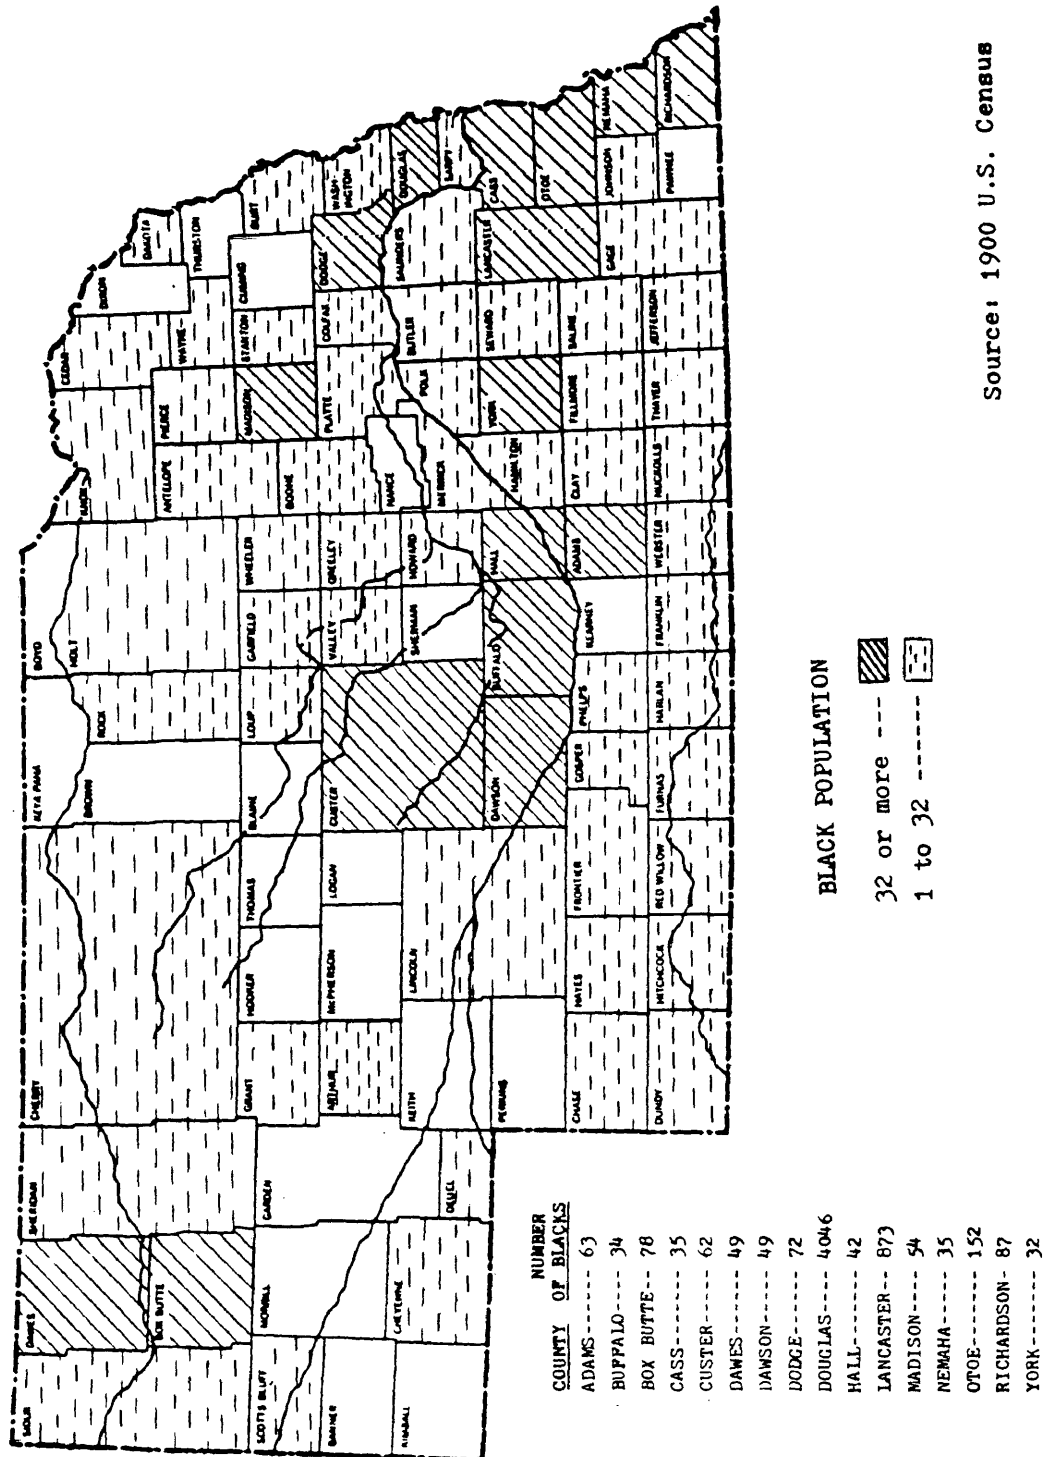 SIOUX
DAWES
SHERIDAN
CHERRY
KEYA PAHA
BOYD
BROWN
ROCK
HOLT
KNOX
CEDAR
DIXON
DAKOTA
BOX BUTTE
ANTELOPE
PIERCE
WAYNE
THURSTON
SCOTTS BLUFF
MORRILL
GARDEN
GRANT
HOOKER
THOMAS
BLAINE
LOUP
GARFIELD
WHEELER
BOONE
MADISON
STANTON
CUMING
BURT
BANNER
ARTHUR
McPHERSON
LOGAN
CUSTER
VALLEY
GREELEY
NANCE
PLATTE
COLFAX
DODGE
WASH-
INGTON
KIMBALL
CHEYENNE
DEUEL
KEITH
LINCOLN
SHERMAN
HOWARD
MERRICK
POLK
BUTLER
SAUNDERS
DOUGLAS
SARPY
PERKINS
DAWSON
BUFFALO
HALL
HAMILTON
YORK
SEWARD
LANCASTER
CASS
OTOE
CHASE
HAYES
FRONTIER
GOSPER
PHELPS
KEARNEY
ADAMS
CLAY
FILLMORE
SALINE
GAGE
JOHNSON
NEMAHA
DUNDY
HITCHCOCK
RED WILLOW
FURNAS
HARLAN
FRANKLIN
WEBSTER
NUCKOLLS
THAYER
JEFFERSON
PAWNEE
RICHARDSON
NUMBER
COUNTY OF BLACKS
ADAMS------ 63
BUFFALO---- 34
BOX BUTTE-- 78
CASS------- 35
CUSTER----- 62
DAWES------ 49
DAWSON----- 49
DODGE------ 72
DOUGLAS---- 4046
HALL------- 42
LANCASTER-- 873
MADISON---- 54
NEMAHA----- 35
OTOE------- 152
RICHARDSON- 87
YORK------- 32
BLACK POPULATION
32 or more ----
1 to 32 -------
Source: 1900 U.S. Census